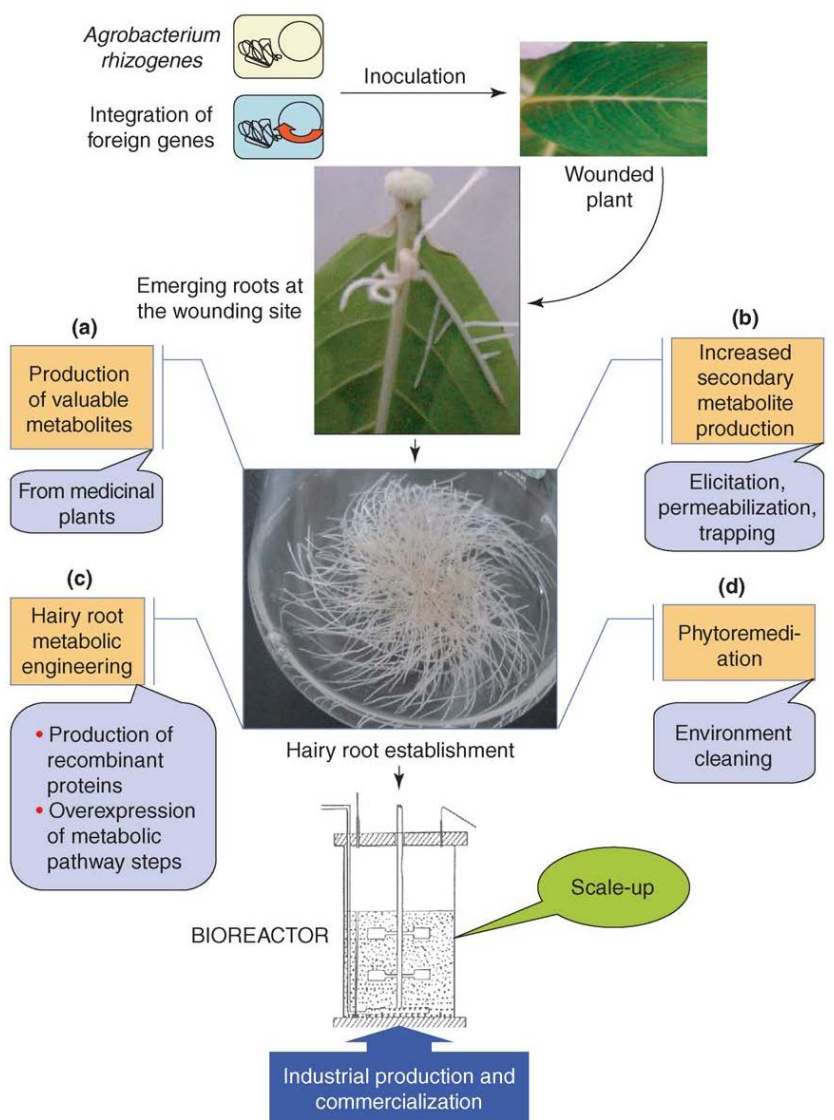 Agrobacterium
rhizogenes
Integration of
foreign genes
Inoculation
Wounded
plant
Emerging roots at
the wounding site
(a)
Production
of valuable
metabolites
From medicinal
plants
(b)
Increased
secondary
metabolite
production
Elicitation,
permeabilization,
trapping
(c)
Hairy root
metabolic
engineering
• Production of
recombinant
proteins
• Overexpression
of metabolic
pathway steps
(d)
Phytoremedi-
ation
Environment
cleaning
Hairy root establishment
BIOREACTOR
Scale-up
Industrial production and
commercialization